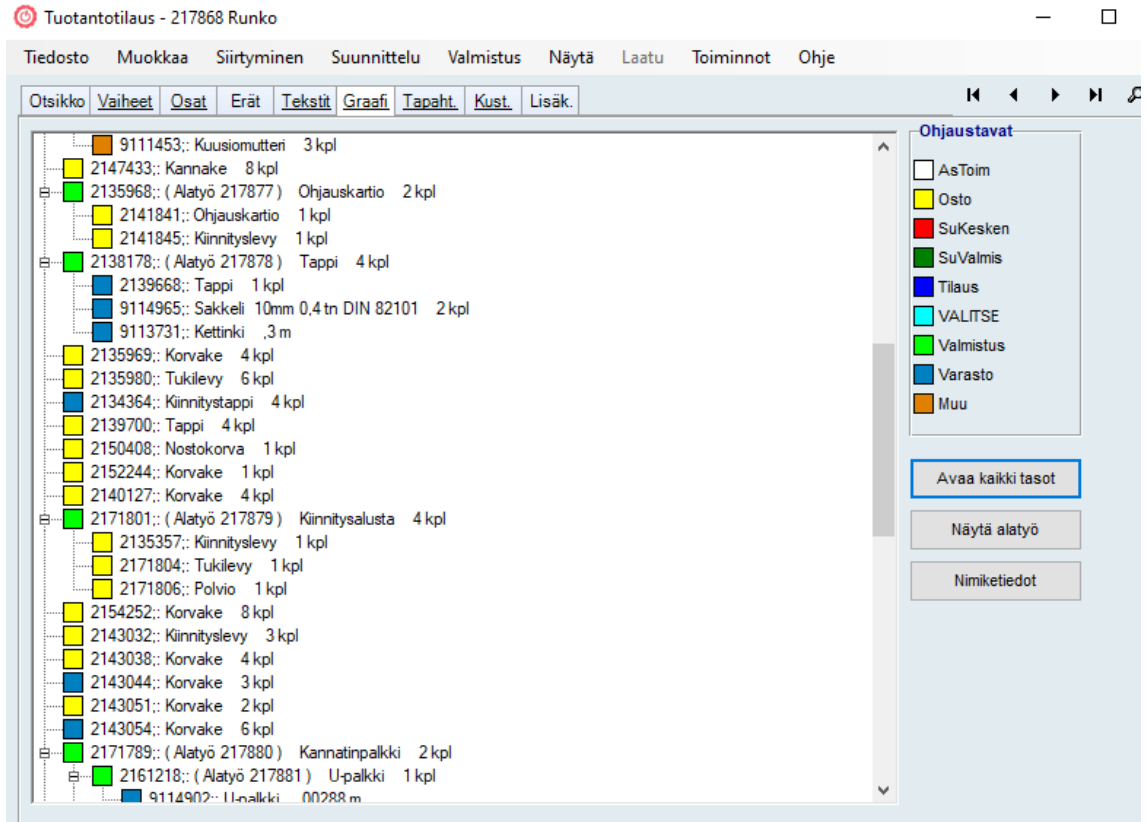 Tuotantotilaus - 217868 Runko
Tiedosto Muokkaa Siirtyminen Suunnittelu Valmistus Näytä Laatu Toiminnot Ohje
Otsikko Vaiheet Osat Erät Tekstit Graafi Tapaht. Kust. Lisäk.
9111453;: Kuusiomutteri 3 kpl
2147433;: Kannake 8 kpl
2135968;: ( Alatyö 217877 ) Ohjauskartio 2 kpl
2141841;: Ohjauskartio 1 kpl
2141845;: Kiinnityslevy 1 kpl
2138178;: ( Alatyö 217878 ) Tappi 4 kpl
2139668;: Tappi 1 kpl
9114965;: Sakkeli 10mm 0,4 tn DIN 82101 2 kpl
9113731;: Kettinki ,3 m
2135969;: Korvake 4 kpl
2135980;: Tukilevy 6 kpl
2134364;: Kiinnitystappi 4 kpl
2139700;: Tappi 4 kpl
2150408;: Nostokorva 1 kpl
2152244;: Korvake 1 kpl
2140127;: Korvake 4 kpl
2171801;: ( Alatyö 217879 ) Kiinnitysalusta 4 kpl
2135357;: Kiinnityslevy 1 kpl
2171804;: Tukilevy 1 kpl
2171806;: Polvio 1 kpl
2154252;: Korvake 8 kpl
2143032;: Kiinnityslevy 3 kpl
2143038;: Korvake 4 kpl
2143044;: Korvake 3 kpl
2143051;: Korvake 2 kpl
2143054;: Korvake 6 kpl
2171789;: ( Alatyö 217880 ) Kannatinpalkki 2 kpl
2161218;: ( Alatyö 217881 ) U-palkki 1 kpl
9114902;: U-palkki ,00288 m
Ohjaustavat
AsToim
Osto
SuKesken
SuValmis
Tilaus
VALITSE
Valmistus
Varasto
Muu
Avaa kaikki tasot
Näytä alatyö
Nimiketiedot